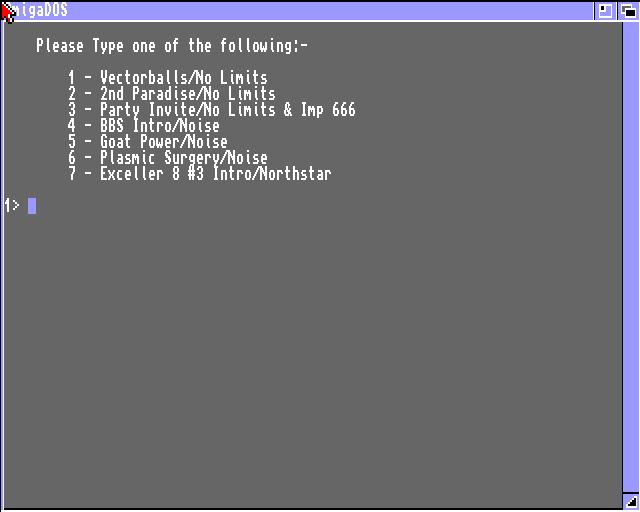 AmigaDOS
Please Type one of the following:-
1 - Vectorballs/No Limits
2 - 2nd Paradise/No Limits
3 - Party Invite/No Limits & Imp 666
4 - BBS Intro/Noise
5 - Goat Power/Noise
6 - Plasmic Surgery/Noise
7 - Exceller 8 #3 Intro/Northstar
1>